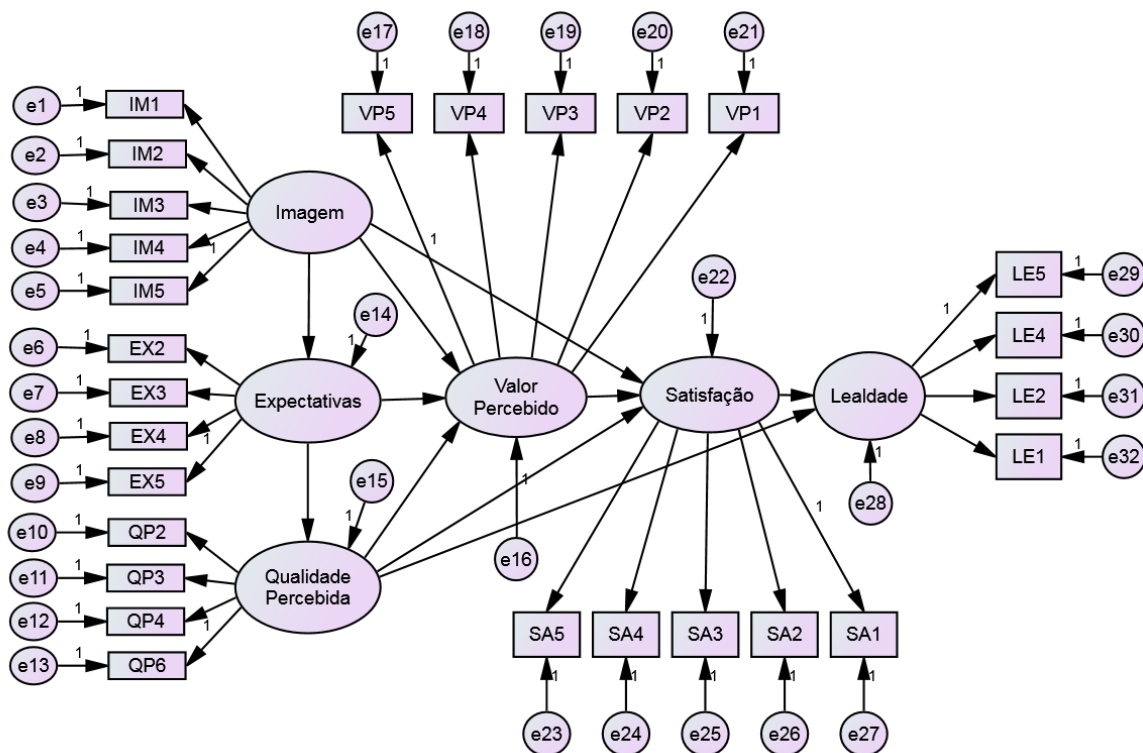 e17 e18 e19 e20 e21
1 1 1 1 1
VP5 VP4 VP3 VP2 VP1
e1 1 IM1
e2 1 IM2
e3 1 IM3
e4 1 IM4 1
e5 1 IM5
Imagem
1
e22
1
e14
1
e6 1 EX2
e7 1 EX3
e8 1 EX4 1
e9 1 EX5
Expectativas
Valor
Percebido
Satisfação
Lealdade
1
LE5 1 e29
LE4 1 e30
LE2 1 e31
LE1 1 e32
1
e28
e15
1
1
e16
1
e10 1 QP2
e11 1 QP3
e12 1 QP4 1
e13 1 QP6
Qualidade
Percebida
SA5 SA4 SA3 SA2 SA1
1 1 1 1 1
e23 e24 e25 e26 e27